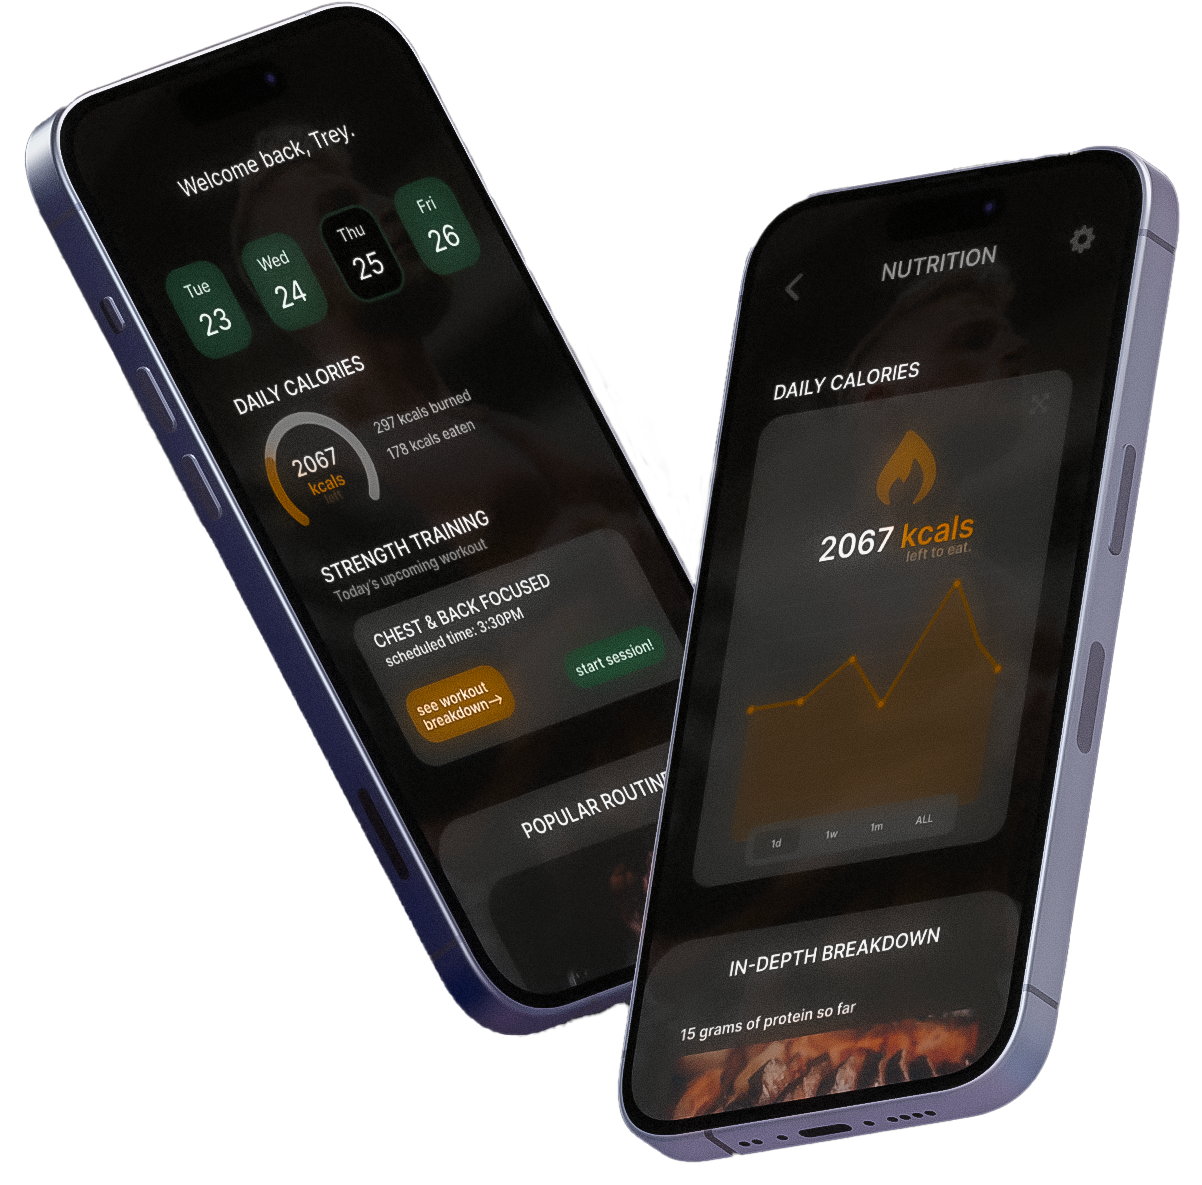 Welcome back, Trey.
Tue
23
Wed
24
Thu
25
Fri
26
DAILY CALORIES
2067
kcals
left
297 kcals burned
178 kcals eaten
STRENGTH TRAINING
Today's upcoming workout
CHEST & BACK FOCUSED
scheduled time: 3:30PM
see workout
breakdown→
start session!
POPULAR ROUTIN
NUTRITION
DAILY CALORIES
2067 kcals
left to eat.
1d
1w
1m
ALL
IN-DEPTH BREAKDOWN
15 grams of protein so far